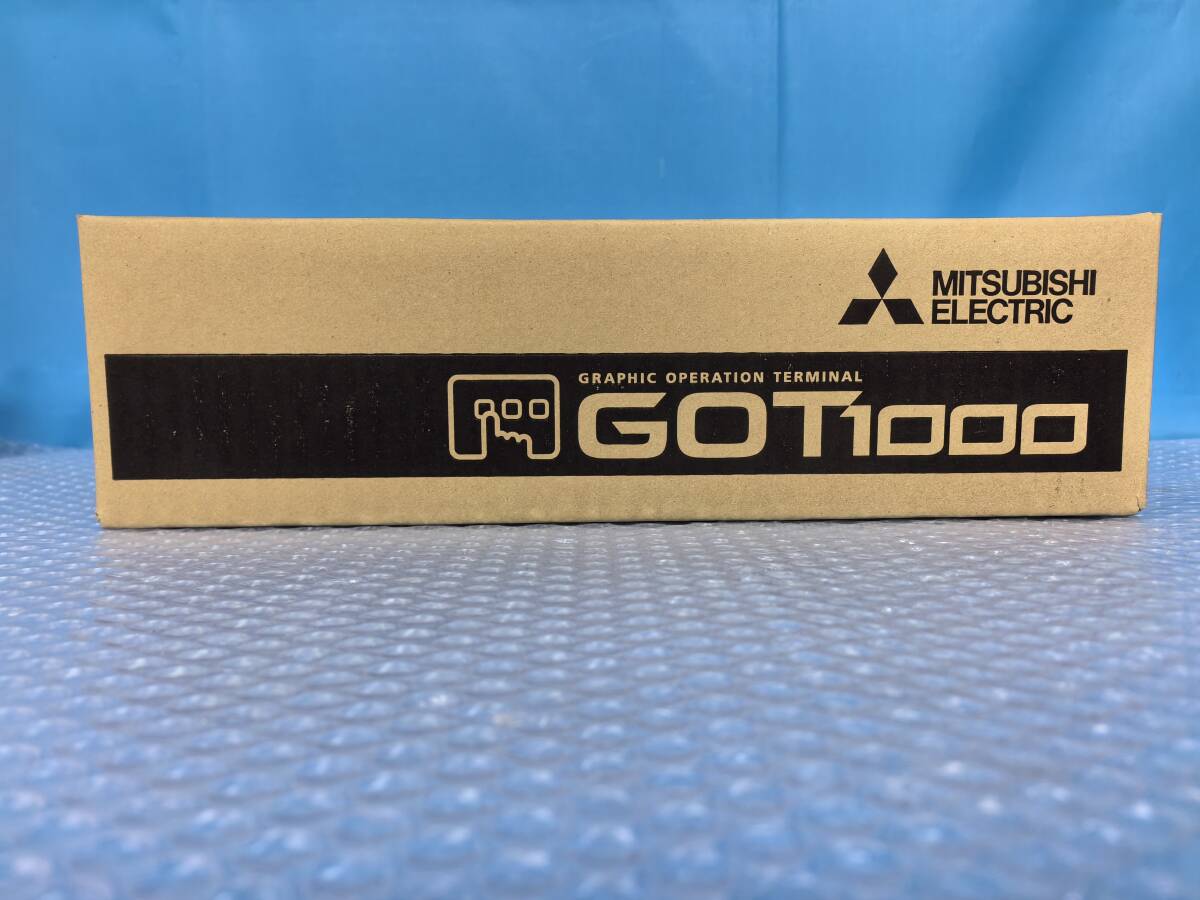 MITSUBISHI
ELECTRIC
GRAPHIC OPERATION TERMINAL
GOT1000